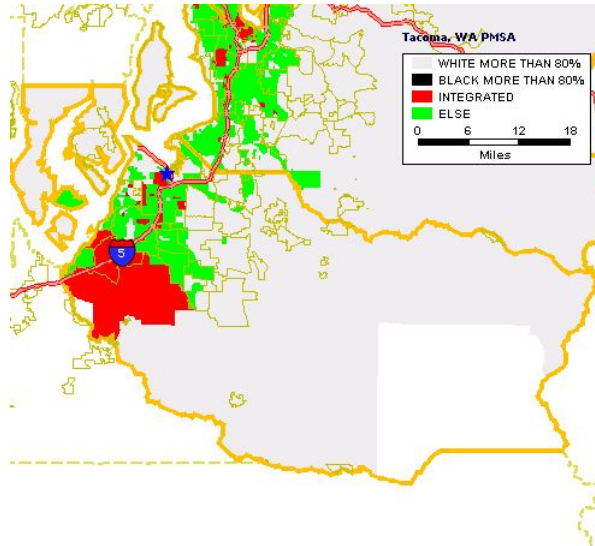 Tacoma, WA PMSA
WHITE MORE THAN 80%
BLACK MORE THAN 80%
INTEGRATED
ELSE
0 6 12 18
Miles
5